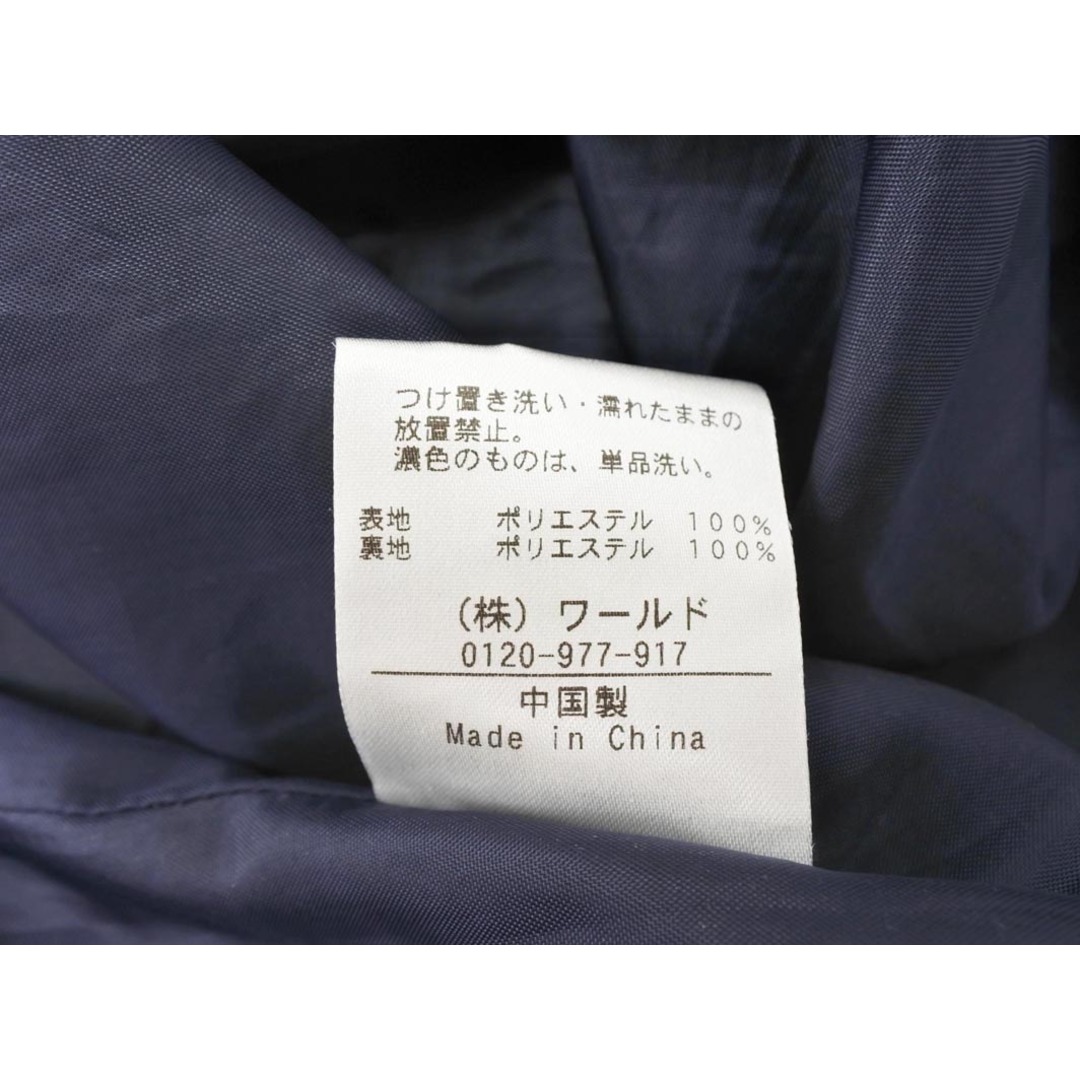 つけ置き洗い・濡れたままの
放置禁止。
濃色のものは、単品洗い。
表地 ポリエステル 100%
裏地 ポリエステル 100%
(株)ワールド
0120-977-917
中国製
Made in China